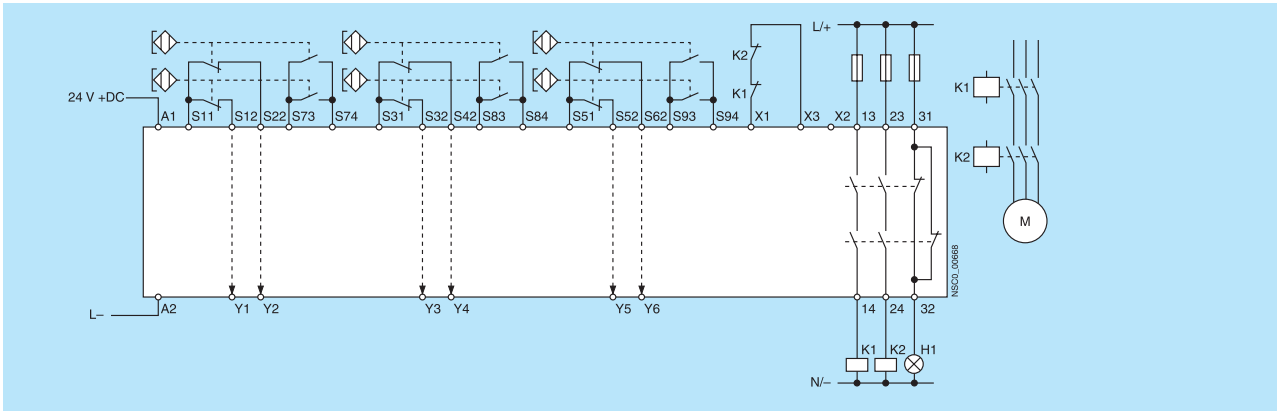 L/+
K2
K1
24 V +DC
A1 S11 S12 S22 S73 S74 S31 S32 S42 S83 S84 S51 S52 S62 S93 S94 X1 X3 X2 13 23 31
K1
K2
M
NSC0_00668
A2 Y1 Y2 Y3 Y4 Y5 Y6 14 24 32
L–
K1 K2 H1
N/–